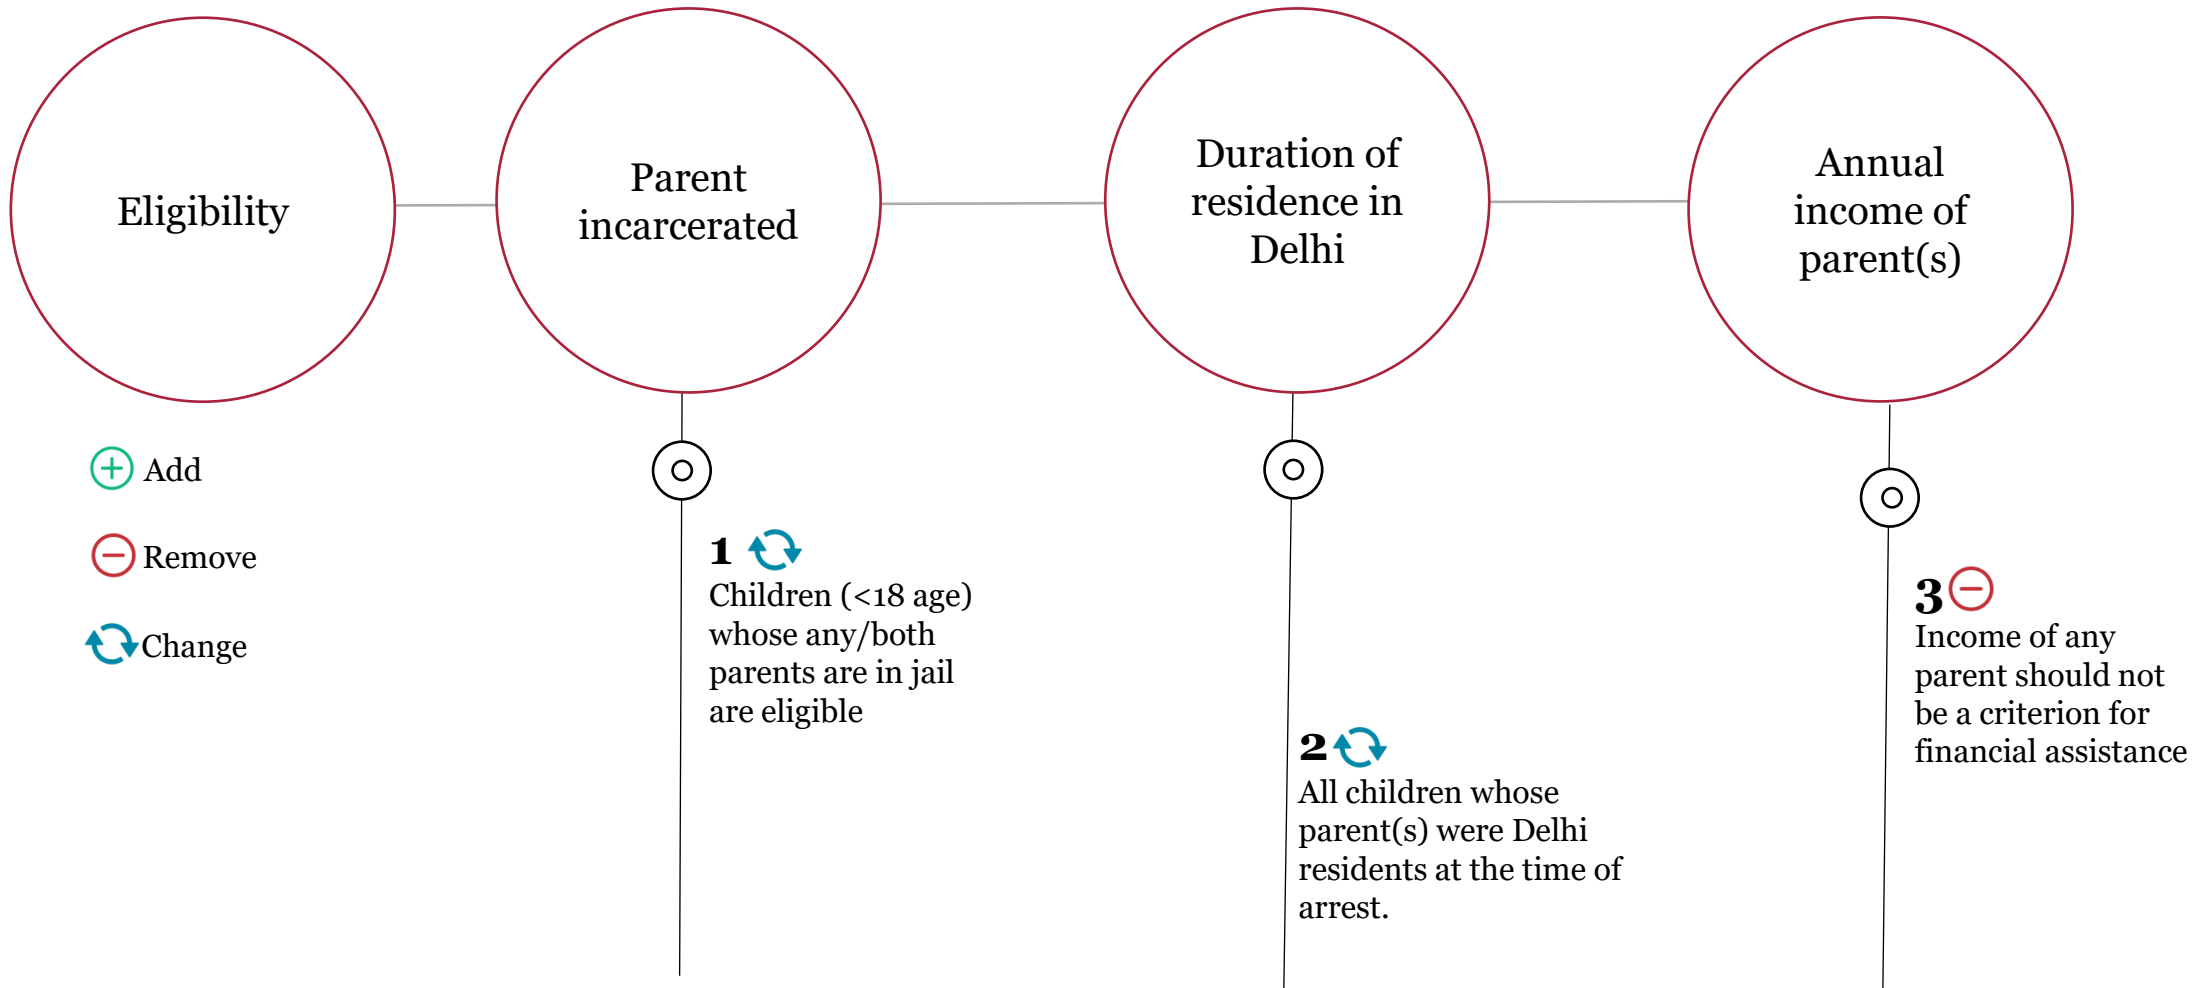 Eligibility
Parent
incarcerated
Duration of
residence in
Delhi
Annual
income of
parent(s)
Add
Remove
Change
1
Children (<18 age)
whose any/both
parents are in jail
are eligible
2
All children whose
parent(s) were Delhi
residents at the time of
arrest.
3
Income of any
parent should not
be a criterion for
financial assistance